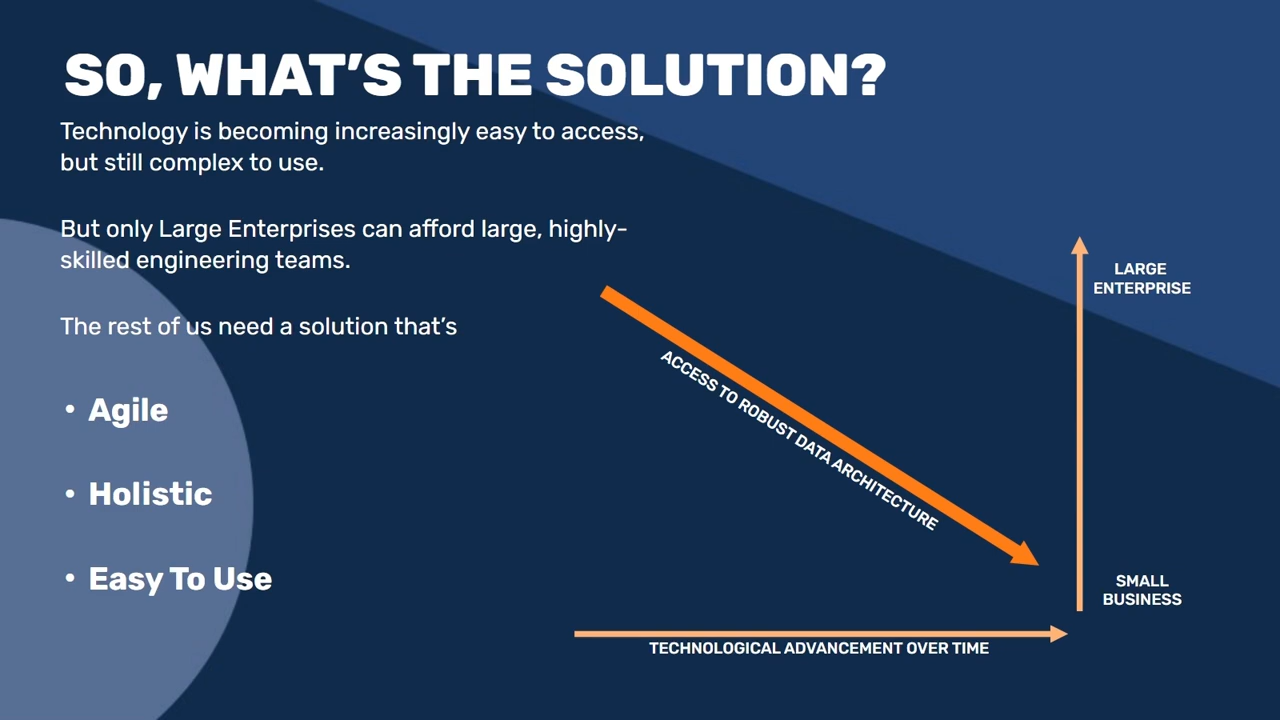 SO, WHAT'S THE SOLUTION?
Technology is becoming increasingly easy to access,
but still complex to use.
But only Large Enterprises can afford large, highly-
skilled engineering teams.
The rest of us need a solution that's
• Agile
• Holistic
• Easy To Use
ACCESS TO ROBUST DATA ARCHITECTURE
LARGE
ENTERPRISE
SMALL
BUSINESS
TECHNOLOGICAL ADVANCEMENT OVER TIME